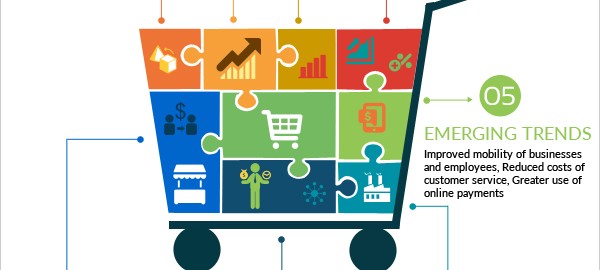 05
EMERGING TRENDS
Improved mobility of businesses
and employees, Reduced costs of
customer service, Greater use of
online payments